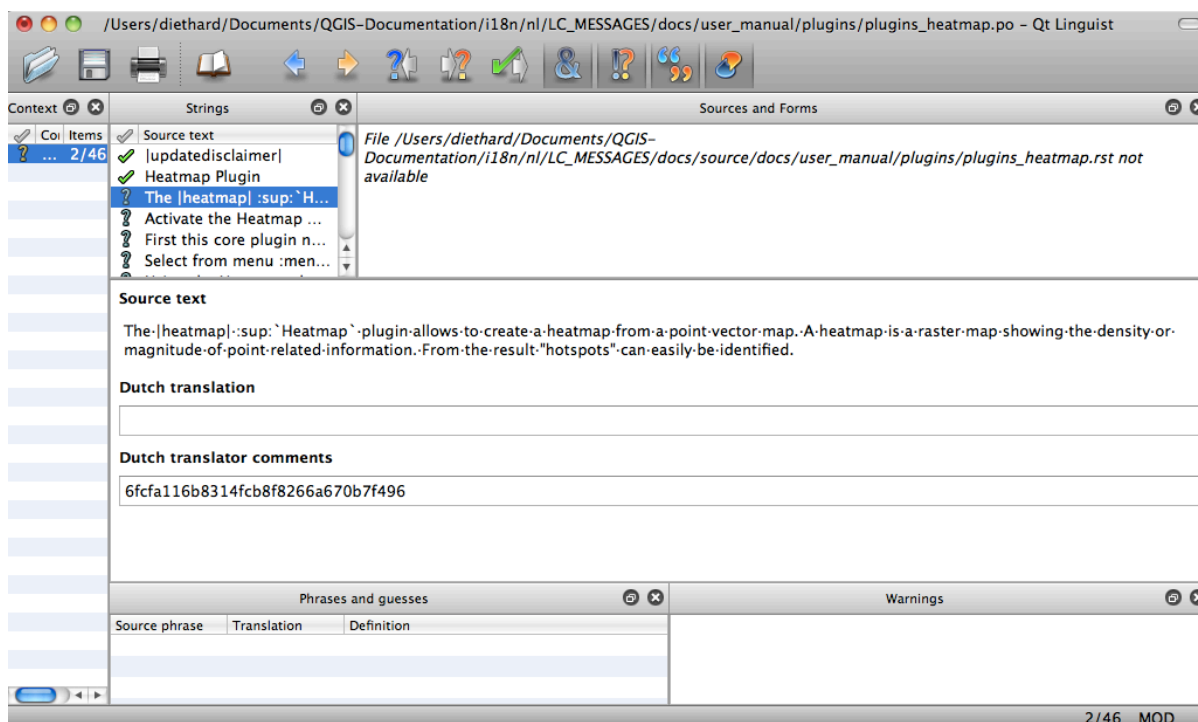 /Users/diethard/Documents/QGIS-Documentation/i18n/nl/LC_MESSAGES/docs/user_manual/plugins/plugins_heatmap.po – Qt Linguist
Context
Strings
Sources and Forms
Items
Source text
... 2/46
|updatedisclaimer|
Heatmap Plugin
The |heatmap| :sup:`H...
Activate the Heatmap ...
First this core plugin n...
Select from menu :men...
File /Users/diethard/Documents/QGIS-
Documentation/i18n/nl/LC_MESSAGES/docs/source/docs/user_manual/plugins/plugins_heatmap.rst not
available
Source text
The·|heatmap|·:sup:`Heatmap`·plugin·allows·to·create·a·heatmap·from·a·point·vector·map.·A·heatmap·is·a·raster·map·showing·the·density·or·
magnitude·of·point·related·information.·From·the·result·"hotspots"·can·easily·be·identified.
Dutch translation
Dutch translator comments
6fcfa116b8314fcb8f8266a670b7f496
Phrases and guesses
Warnings
Source phrase Translation Definition
2/46 MOD